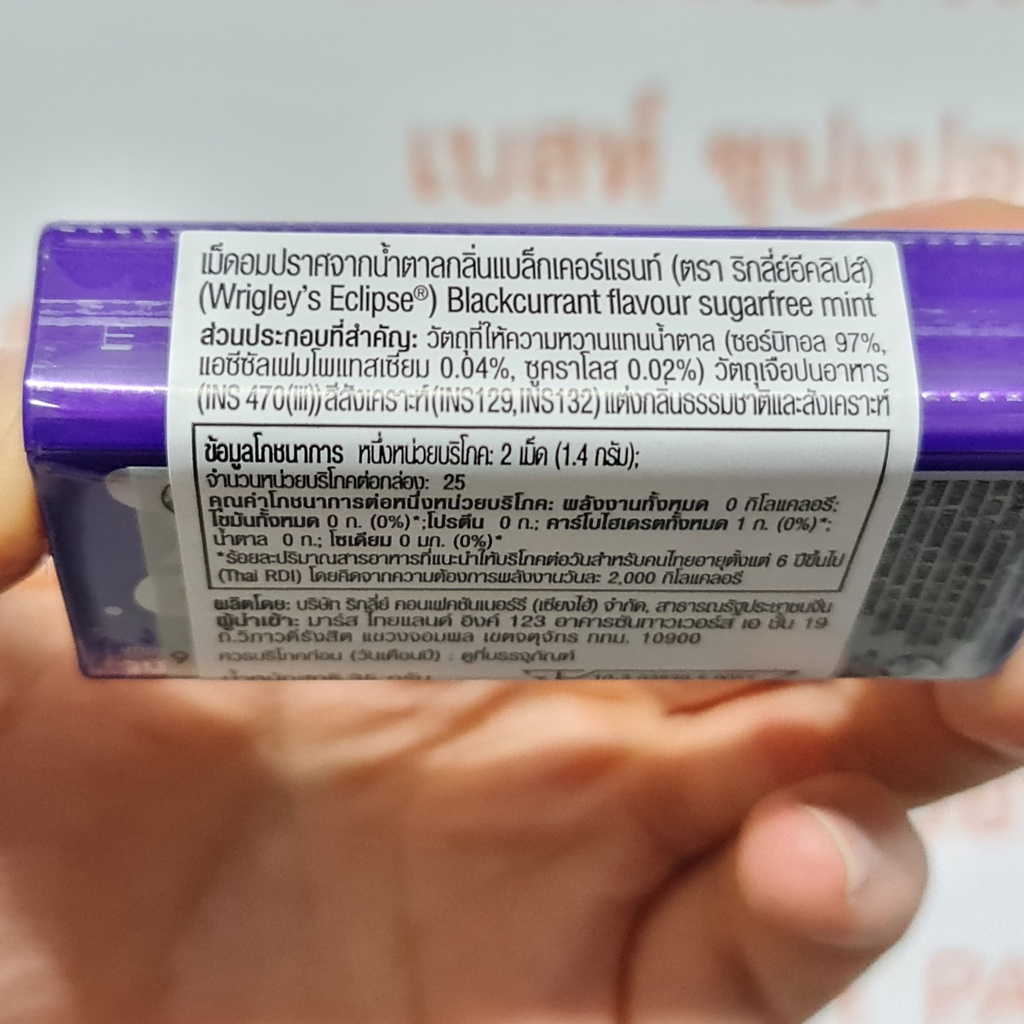 เบสท์ ซุปเปอ
เม็ดอมปราศจากน้ำตาลกลิ่นแบล็กเคอร์แรนท์ (ตรา ริกลี่ย์อีคลิปส์)
(Wrigley's Eclipse®) Blackcurrant flavour sugarfree mint
ส่วนประกอบที่สำคัญ: วัตถุที่ให้ความหวานแทนน้ำตาล (ซอร์บิทอล 97%,
แอซีซัลเฟมโพแทสเซียม 0.04%, ซูคราโลส 0.02%) วัตถุเจือปนอาหาร
(INS 470(iii)) สีสังเคราะห์ (INS129, INS132) แต่งกลิ่นธรรมชาติและสังเคราะห์
ข้อมูลโภชนาการ หนึ่งหน่วยบริโภค: 2 เม็ด (1.4 กรัม);
จำนวนหน่วยบริโภคต่อกล่อง: 25
คุณค่าโภชนาการต่อหนึ่งหน่วยบริโภค: พลังงานทั้งหมด 0 กิโลแคลอรี;
ไขมันทั้งหมด 0 ก. (0%)*;โปรตีน 0 ก.; คาร์โบไฮเดรตทั้งหมด 1 ก. (0%)*;
น้ำตาล 0 ก.; โซเดียม 0 มก. (0%)*
*ร้อยละปริมาณสารอาหารที่แนะนำให้บริโภคต่อวันสำหรับคนไทยอายุตั้งแต่ 6 ปีขึ้นไป
(Thai RDI) โดยคิดจากความต้องการพลังงานวันละ 2,000 กิโลแคลอรี
ผลิตโดย: บริษัท ริกลี่ย์ คอนเฟคชันเนอร์รี (เซี่ยงไฮ้) จำกัด, สาธารณรัฐประชาชนจีน
ผู้นำเข้า: มาร์ส ไทยแลนด์ อิงค์ 123 อาคารซันทาวเวอร์ส เอ ชั้น 19
ถ.วิภาวดีรังสิต แขวงจอมพล เขตจตุจักร กทม. 10900
ควรบริโภคก่อน (วันเดือนปี) : ดูที่บรรจุภัณฑ์